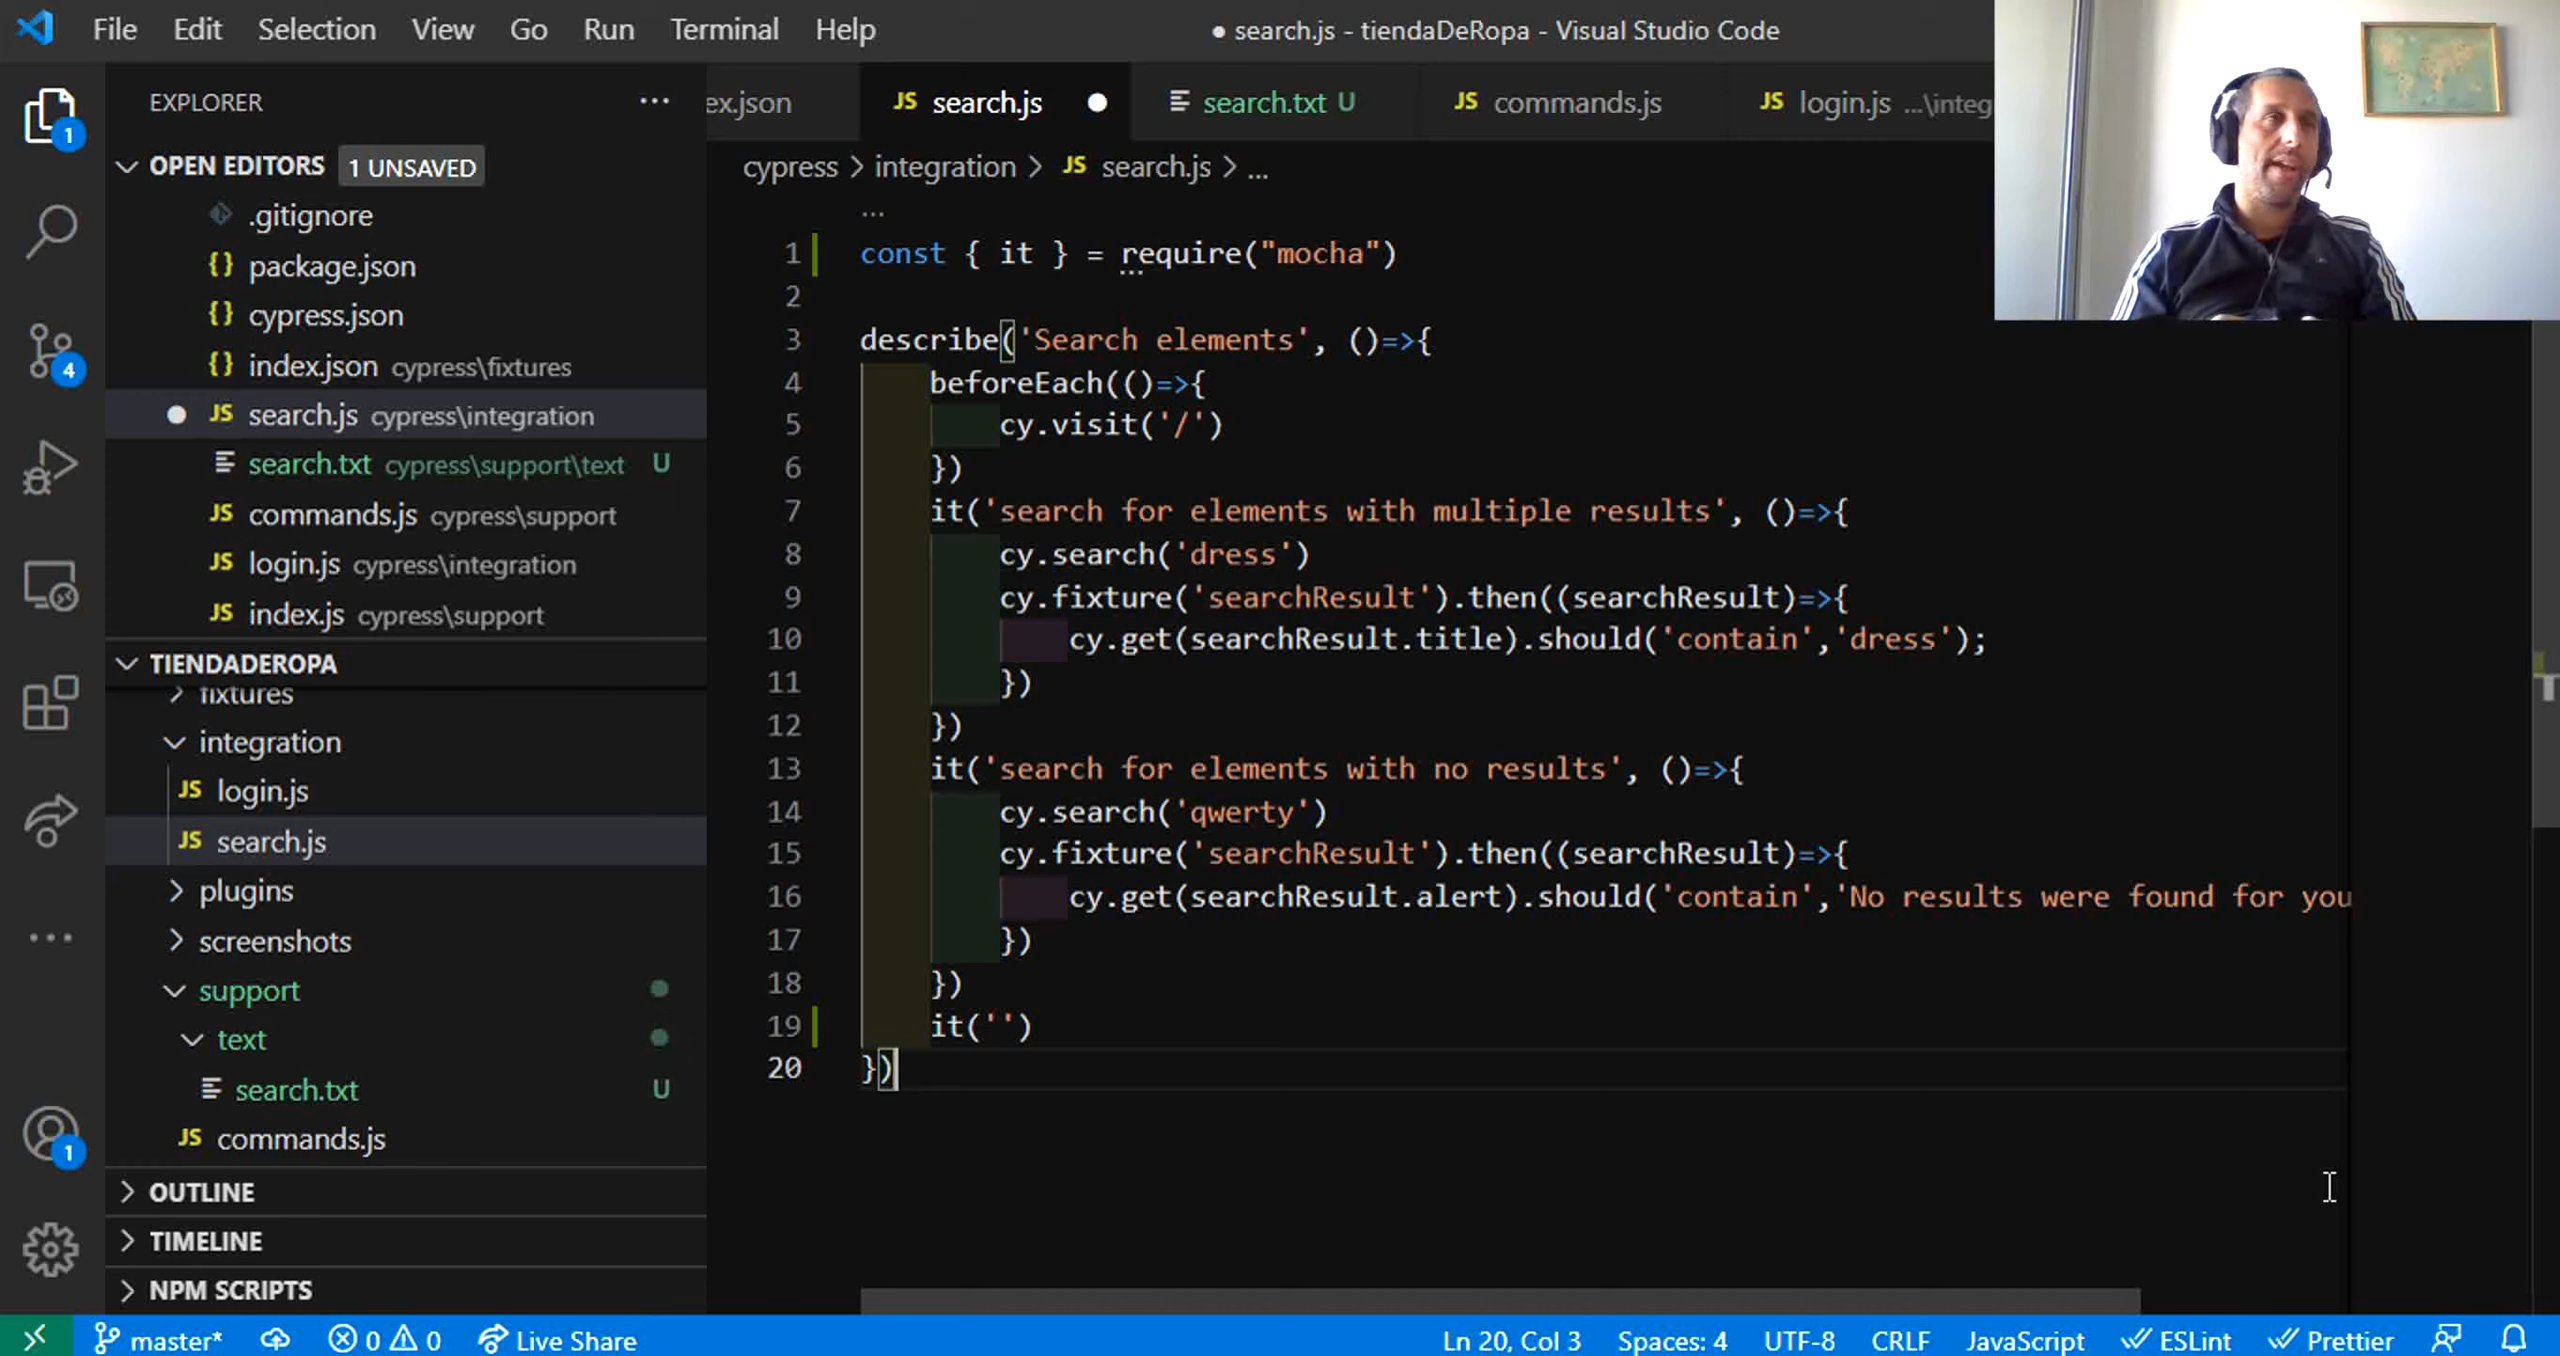 File Edit Selection View Go Run Terminal Help
● search.js - tiendaDeRopa - Visual Studio Code
EXPLORER ...
OPEN EDITORS 1 UNSAVED
.gitignore
{} package.json
{} cypress.json
{} index.json cypress\fixtures
● JS search.js cypress\integration
search.txt cypress\support\text U
JS commands.js cypress\support
JS login.js cypress\integration
JS index.js cypress\support
TIENDADEROPA
fixtures
integration
JS login.js
JS search.js
plugins
screenshots
support
text
search.txt U
JS commands.js
OUTLINE
TIMELINE
NPM SCRIPTS
1
4
1
ex.json JS search.js ● search.txt U JS commands.js JS login.js ...\integ
cypress > integration > JS search.js > ...
...
1 const { it } = require("mocha")
2
3 describe('Search elements', ()=>{
4 beforeEach(()=>{
5 cy.visit('/')
6 })
7 it('search for elements with multiple results', ()=>{
8 cy.search('dress')
9 cy.fixture('searchResult').then((searchResult)=>{
10 cy.get(searchResult.title).should('contain','dress');
11 })
12 })
13 it('search for elements with no results', ()=>{
14 cy.search('qwerty')
15 cy.fixture('searchResult').then((searchResult)=>{
16 cy.get(searchResult.alert).should('contain','No results were found for you
17 })
18 })
19 it('')
20 })
master* 0 0 Live Share
Ln 20, Col 3 Spaces: 4 UTF-8 CRLF JavaScript ESLint Prettier